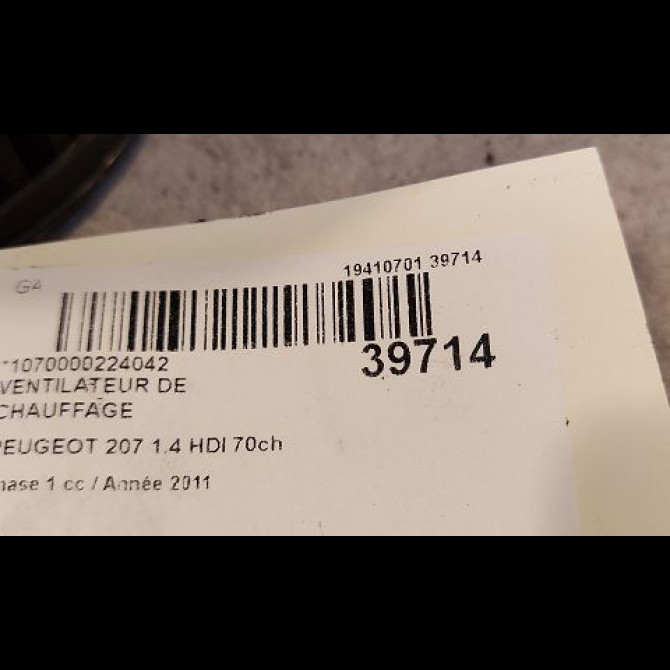 G4
19410701 39714
*1070000224042
39714
VENTILATEUR DE
CHAUFFAGE
PEUGEOT 207 1.4 HDI 70ch
hase 1 cc / Année 2011